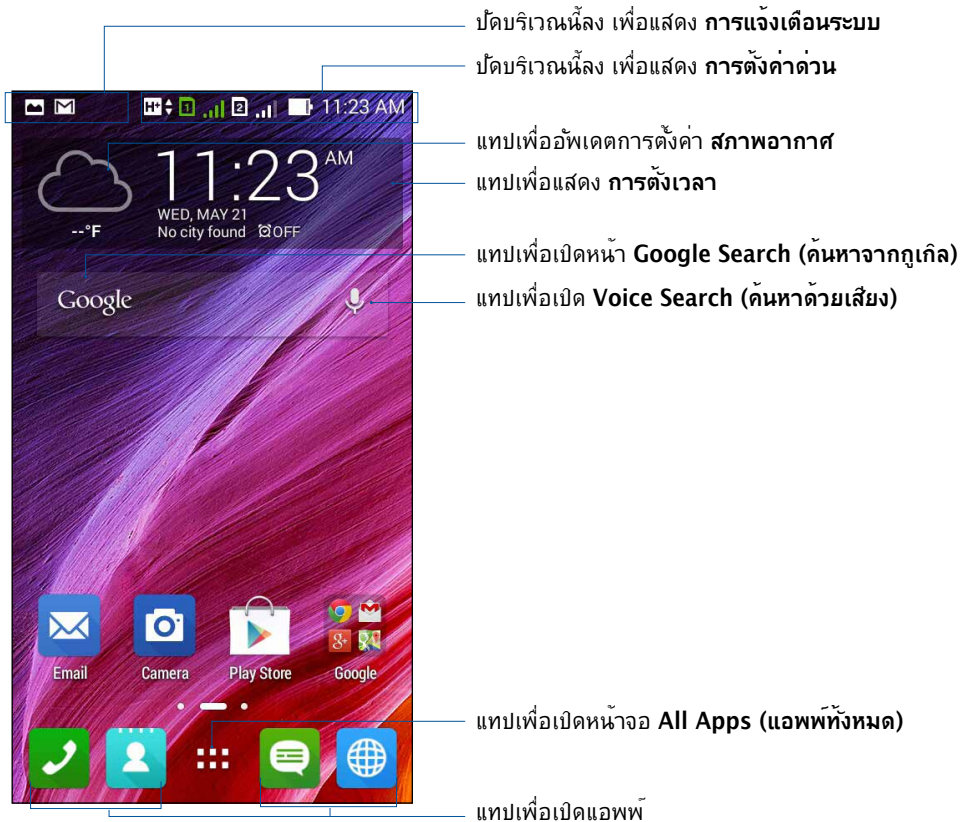 ปัดบริเวณนี้ลง เพื่อแสดง การแจ้งเตือนระบบ
ปัดบริเวณนี้ลง เพื่อแสดง การตั้งค่าด่วน
H+ 1 2 11:23 AM
แทปเพื่ออัพเดตการตั้งค่า สภาพอากาศ
11:23 AM
แทปเพื่อแสดง การตั้งเวลา
WED, MAY 21
--°F No city found OFF
แทปเพื่อเปิดหน้า Google Search (ค้นหาจากกูเกิล)
Google
แทปเพื่อเปิด Voice Search (ค้นหาด้วยเสียง)
Email Camera Play Store Google
แทปเพื่อเปิดหน้าจอ All Apps (แอพพ์ทั้งหมด)
แทปเพื่อเปิดแอพพ์